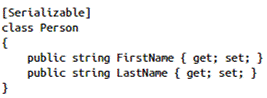 [Serializable]
class Person
{
    public string FirstName { get; set; }
    public string LastName { get; set; }
}